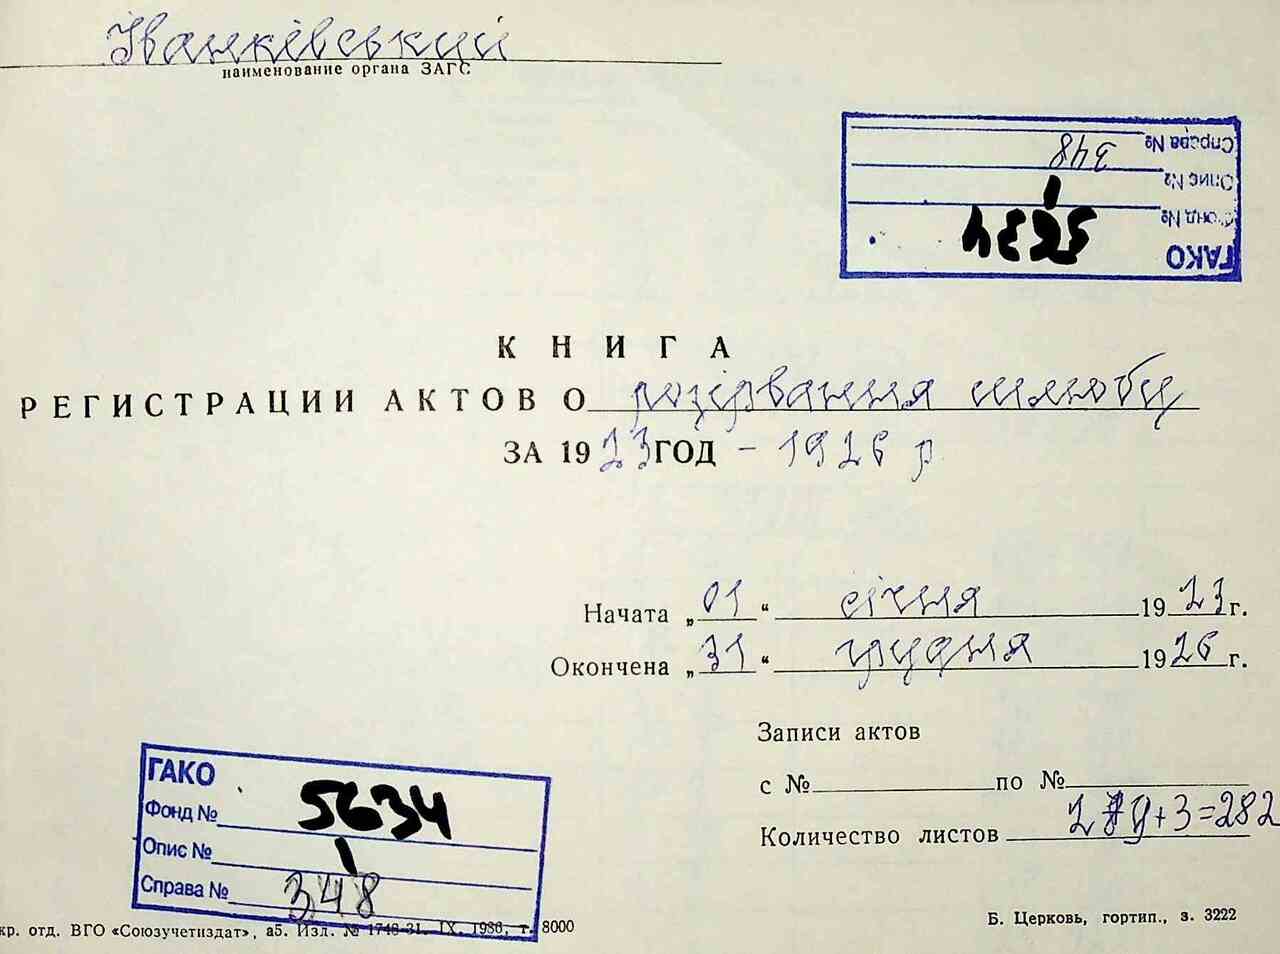 Іванківський
наименование органа ЗАГС
Справа № 348
Опис № 1
Фонд № 5634
ГАКО
КНИГА
РЕГИСТРАЦИИ АКТОВ О розірвання шлюбу
ЗА 1923 ГОД - 1926 р
Начата „01“ січня 1923 г.
Окончена „31“ грудня 1926 г.
Записи актов
с № по №
Количество листов 279+3=282
ГАКО
Фонд № 5634
Опис № 1
Справа № 348
кр. отд. ВГО «Союзучетиздат», а5. Изд. № 1748-31. IX. 1986, т. 8000
Б. Церковь, гортип., з. 3222